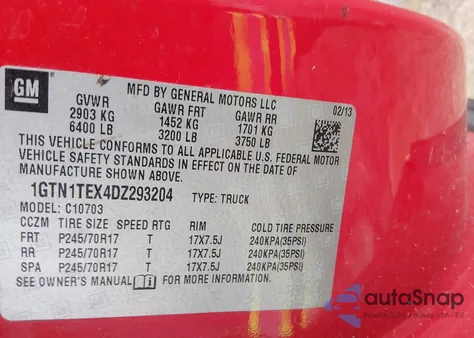 GM
MFD BY GENERAL MOTORS LLC
02/13
GVWR GAWR FRT GAWR RR
2903 KG 1452 KG 1701 KG
6400 LB 3200 LB 3750 LB
THIS VEHICLE CONFORMS TO ALL APPLICABLE U.S. FEDERAL MOTOR
VEHICLE SAFETY STANDARDS IN EFFECT ON THE DATE OF
MANUFACTURE SHOWN ABOVE.
1GTN1TEX4DZ293204 TYPE: TRUCK
MODEL: C10703
CCZM TIRE SIZE SPEED RTG RIM COLD TIRE PRESSURE
FRT P245/70R17 T 17X7.5J 240KPA(35PSI)
RR P245/70R17 T 17X7.5J 240KPA(35PSI)
SPA P245/70R17 T 17X7.5J 240KPA(35PSI)
SEE OWNER'S MANUAL FOR MORE INFORMATION
autoSnap